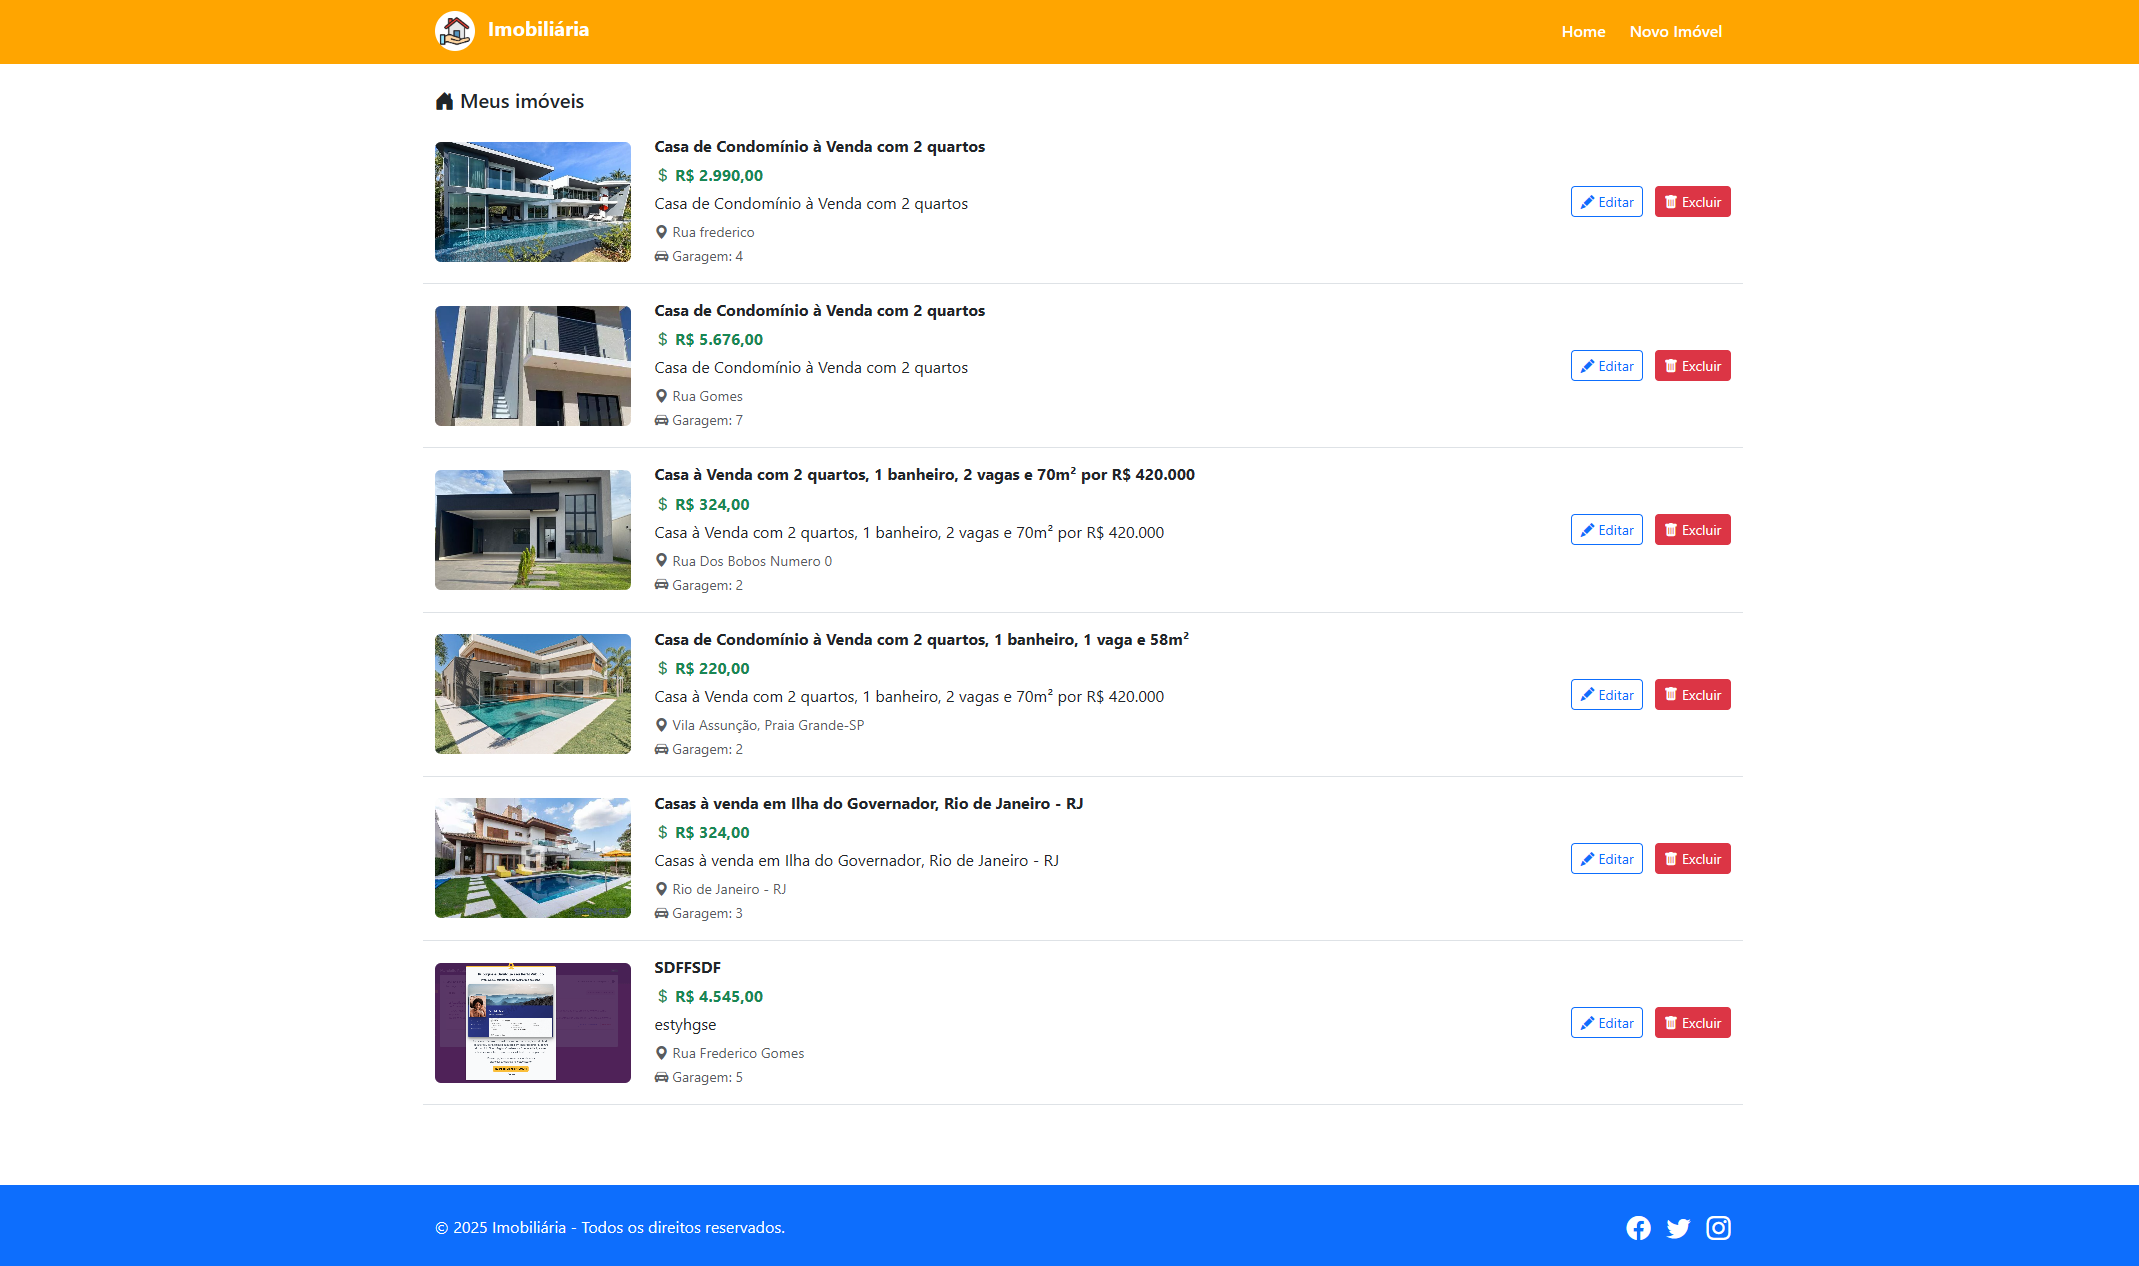 Imobiliária
Home
Novo Imóvel
Meus imóveis
Casa de Condomínio à Venda com 2 quartos
$ R$ 2.990,00
Casa de Condomínio à Venda com 2 quartos
Rua frederico
Garagem: 4
Editar
Excluir
Casa de Condomínio à Venda com 2 quartos
$ R$ 5.676,00
Casa de Condomínio à Venda com 2 quartos
Rua Gomes
Garagem: 7
Editar
Excluir
Casa à Venda com 2 quartos, 1 banheiro, 2 vagas e 70m² por R$ 420.000
$ R$ 324,00
Casa à Venda com 2 quartos, 1 banheiro, 2 vagas e 70m² por R$ 420.000
Rua Dos Bobos Numero 0
Garagem: 2
Editar
Excluir
Casa de Condomínio à Venda com 2 quartos, 1 banheiro, 1 vaga e 58m²
$ R$ 220,00
Casa à Venda com 2 quartos, 1 banheiro, 2 vagas e 70m² por R$ 420.000
Vila Assunção, Praia Grande-SP
Garagem: 2
Editar
Excluir
Casas à venda em Ilha do Governador, Rio de Janeiro - RJ
$ R$ 324,00
Casas à venda em Ilha do Governador, Rio de Janeiro - RJ
Rio de Janeiro - RJ
Garagem: 3
Editar
Excluir
SDFFSDF
$ R$ 4.545,00
estyhgse
Rua Frederico Gomes
Garagem: 5
Editar
Excluir
© 2025 Imobiliária - Todos os direitos reservados.